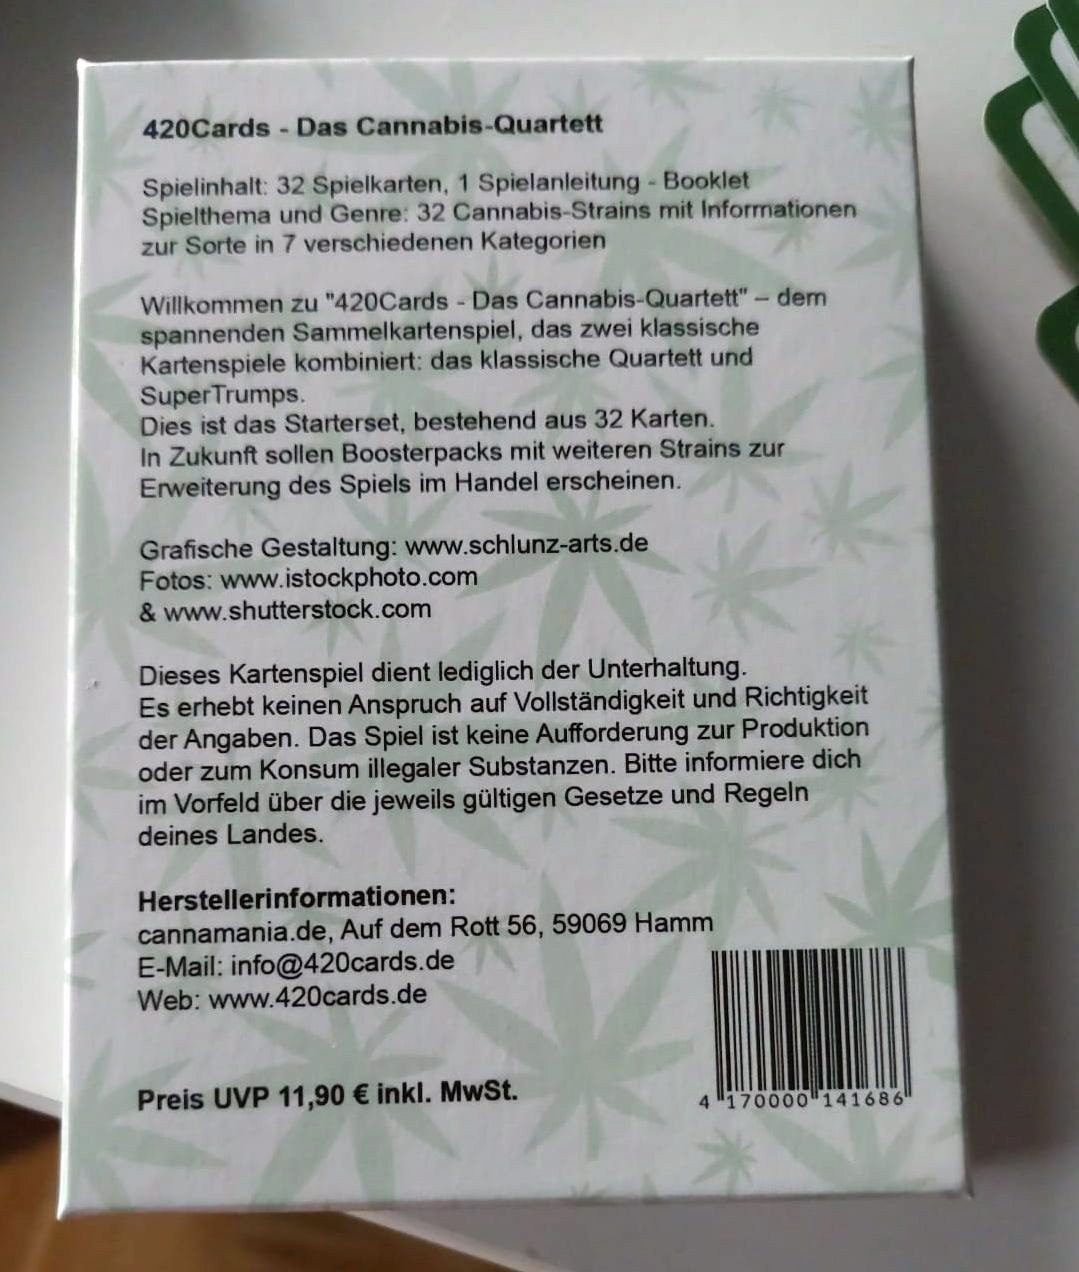 420Cards - Das Cannabis-Quartett
Spielinhalt: 32 Spielkarten, 1 Spielanleitung - Booklet
Spielthema und Genre: 32 Cannabis-Strains mit Informationen
zur Sorte in 7 verschiedenen Kategorien
Willkommen zu "420Cards - Das Cannabis-Quartett" – dem
spannenden Sammelkartenspiel, das zwei klassische
Kartenspiele kombiniert: das klassische Quartett und
SuperTrumps.
Dies ist das Starterset, bestehend aus 32 Karten.
In Zukunft sollen Boosterpacks mit weiteren Strains zur
Erweiterung des Spiels im Handel erscheinen.
Grafische Gestaltung: www.schlunz-arts.de
Fotos: www.istockphoto.com
& www.shutterstock.com
Dieses Kartenspiel dient lediglich der Unterhaltung.
Es erhebt keinen Anspruch auf Vollständigkeit und Richtigkeit
der Angaben. Das Spiel ist keine Aufforderung zur Produktion
oder zum Konsum illegaler Substanzen. Bitte informiere dich
im Vorfeld über die jeweils gültigen Gesetze und Regeln
deines Landes.
Herstellerinformationen:
cannamania.de, Auf dem Rott 56, 59069 Hamm
E-Mail: info@420cards.de
Web: www.420cards.de
Preis UVP 11,90 € inkl. MwSt.
4 170000 141686